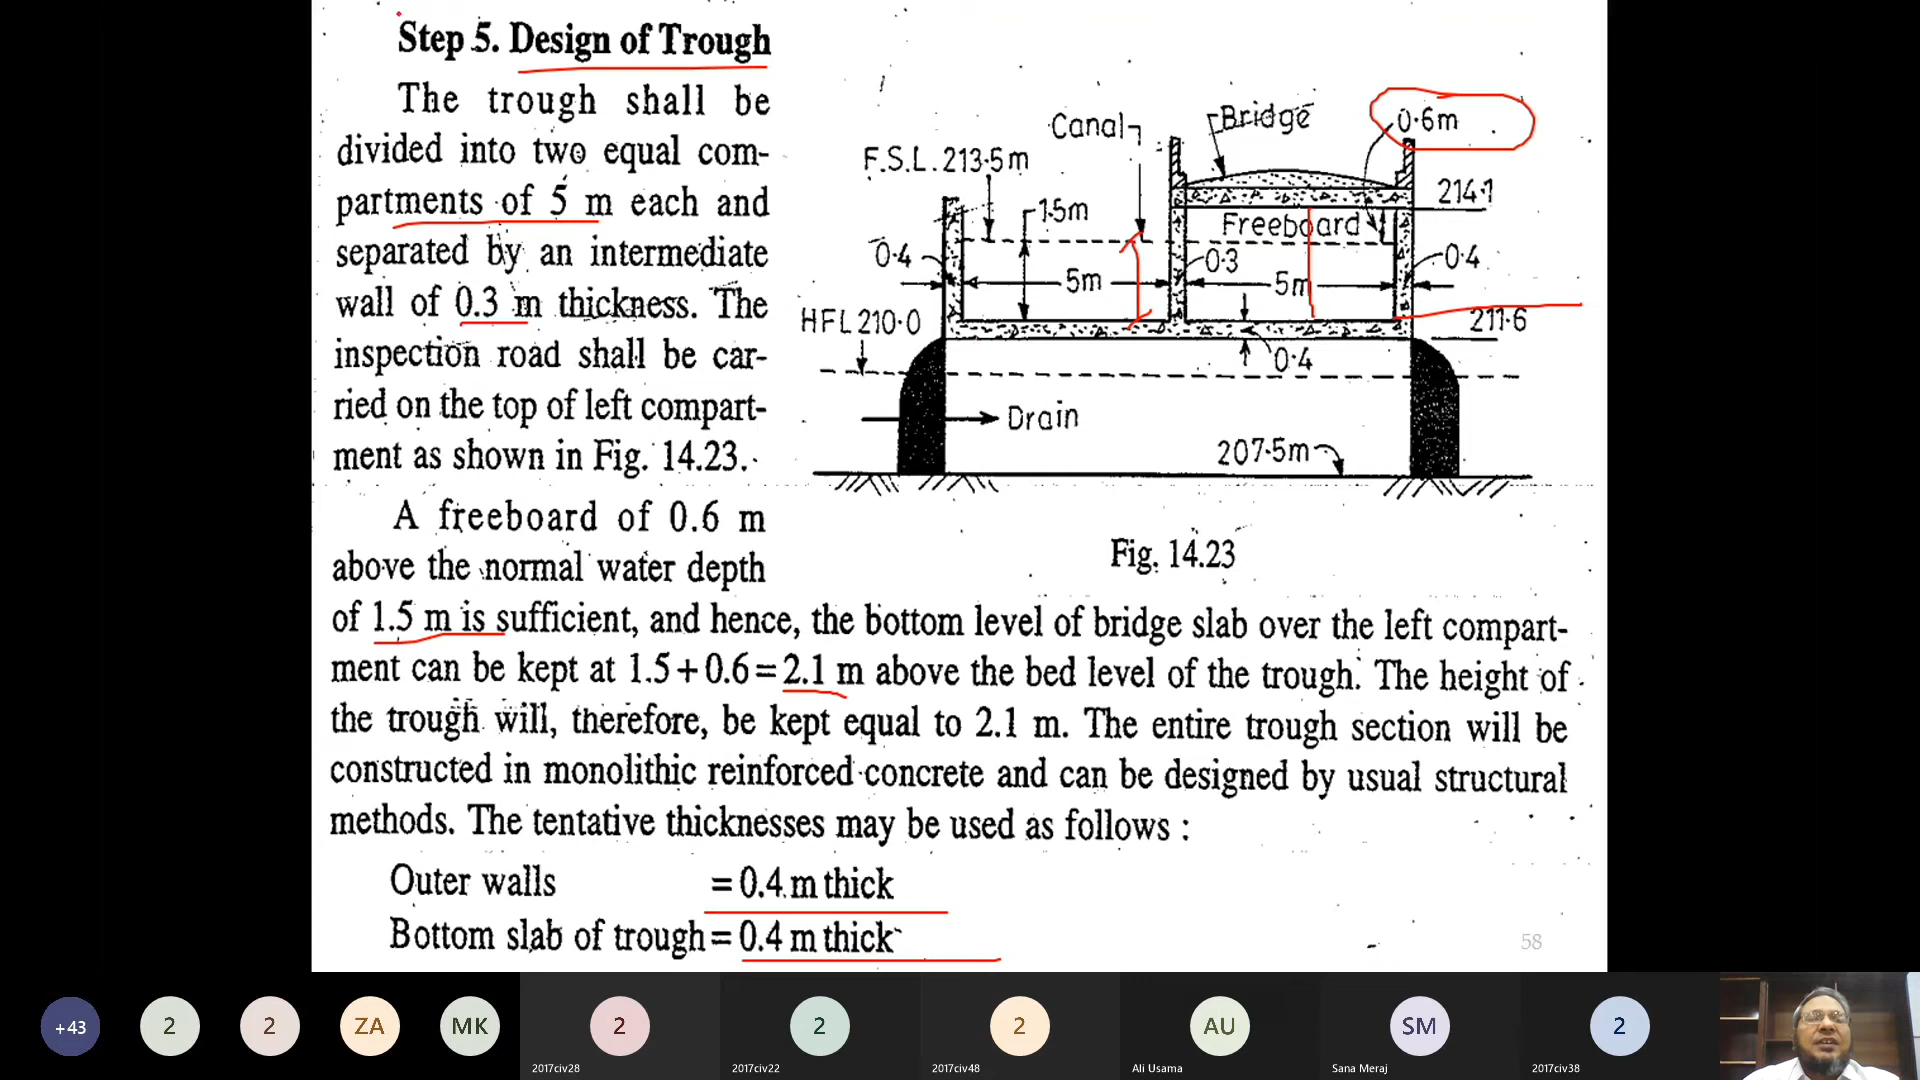 Step 5. Design of Trough
The trough shall be
divided into two equal com-
partments of 5 m each and
separated by an intermediate
wall of 0.3 m thickness. The
inspection road shall be car-
ried on the top of left compart-
ment as shown in Fig. 14.23.
A freeboard of 0.6 m
above the normal water depth
of 1.5 m is sufficient, and hence, the bottom level of bridge slab over the left compart-
ment can be kept at 1.5+0.6=2.1 m above the bed level of the trough. The height of
the trough will, therefore, be kept equal to 2.1 m. The entire trough section will be
constructed in monolithic reinforced concrete and can be designed by usual structural
methods. The tentative thicknesses may be used as follows :
Outer walls = 0.4 m thick
Bottom slab of trough = 0.4 m thick
Canal
Bridge
0.6m
F.S.L. 213.5 m
1.5m
214.1
Freeboard
0.4
5m
0.3
5m
0.4
HFL 210.0
211.6
0.4
Drain
207.5m
Fig. 14.23
58
+43
2
2
ZA
MK
2
2
2
AU
SM
2
2017civ28
2017civ22
2017civ48
Ali Usama
Sana Meraj
2017civ38